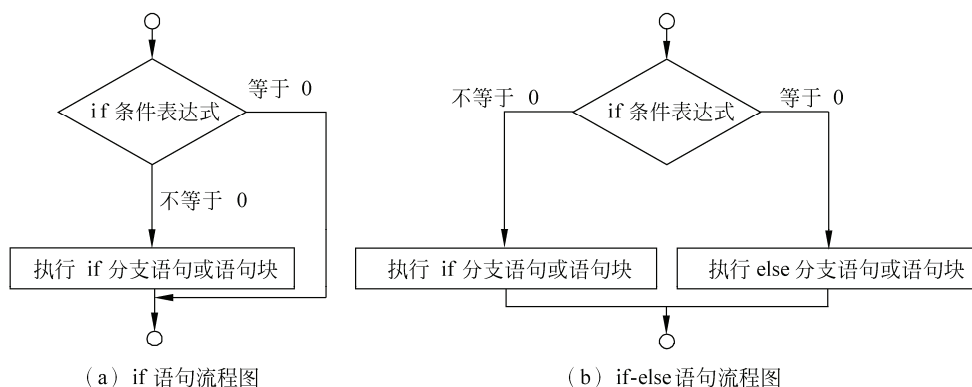 等于 0
if 条件表达式
不等于 0
执行 if 分支语句或语句块
(a) if 语句流程图
不等于 0
等于 0
if 条件表达式
执行 if 分支语句或语句块
执行 else 分支语句或语句块
(b) if-else 语句流程图